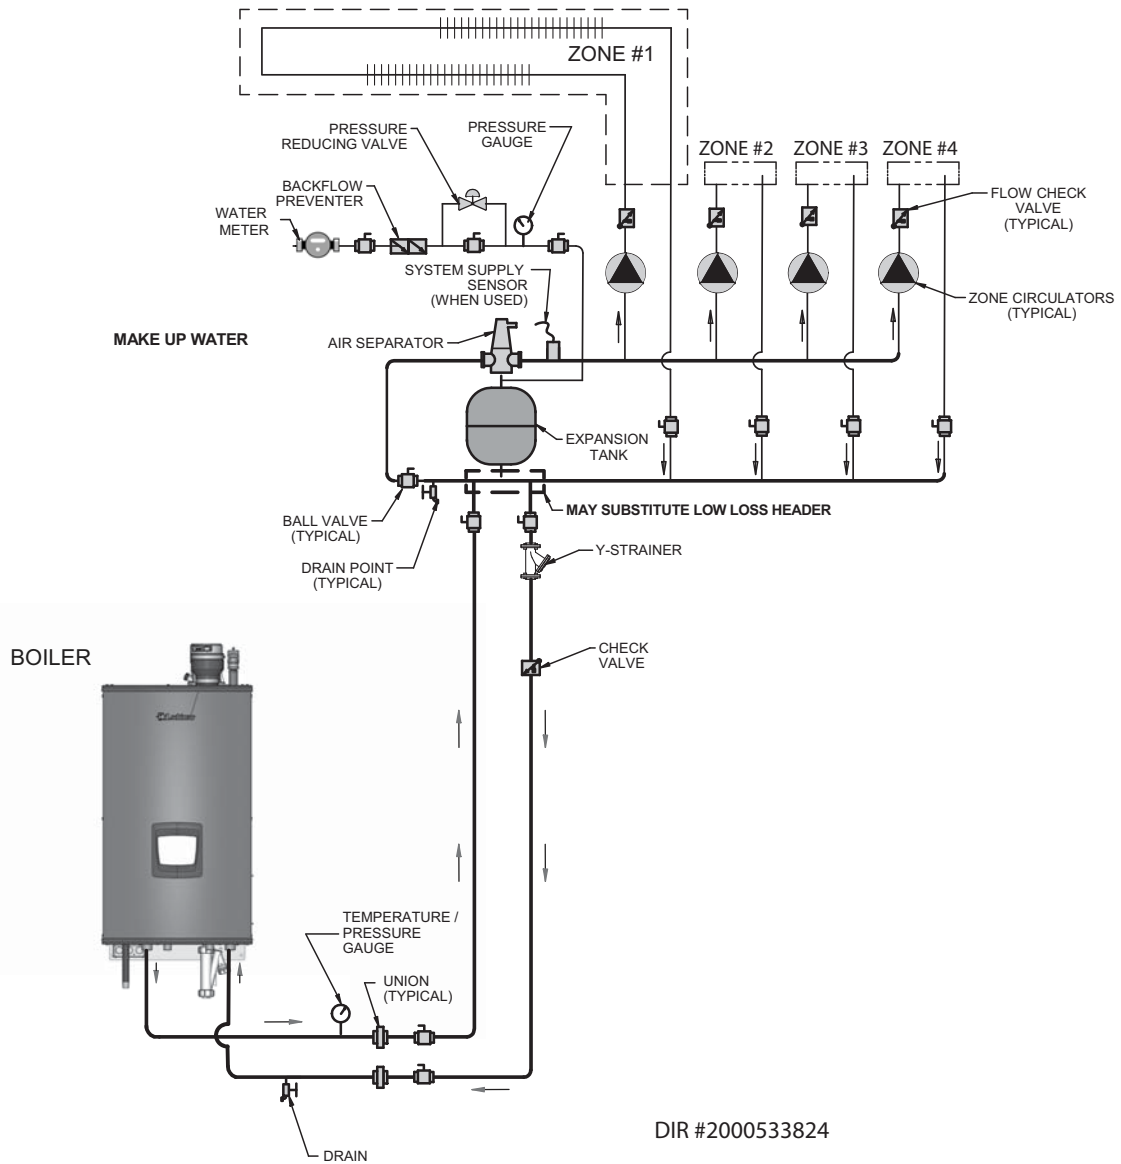 ZONE #1
PRESSURE
REDUCING VALVE
PRESSURE
GAUGE
ZONE #2
ZONE #3
ZONE #4
BACKFLOW
PREVENTER
FLOW CHECK
VALVE
(TYPICAL)
WATER
METER
SYSTEM SUPPLY
SENSOR
(WHEN USED)
ZONE CIRCULATORS
(TYPICAL)
MAKE UP WATER
AIR SEPARATOR
EXPANSION
TANK
MAY SUBSTITUTE LOW LOSS HEADER
BALL VALVE
(TYPICAL)
Y-STRAINER
DRAIN POINT
(TYPICAL)
BOILER
CHECK
VALVE
Lochinvar
TEMPERATURE /
PRESSURE
GAUGE
UNION
(TYPICAL)
DRAIN
DIR #2000533824